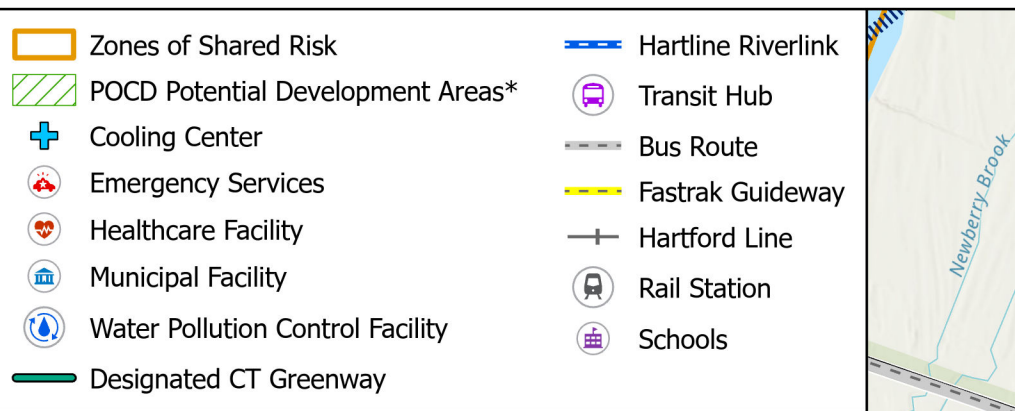 Zones of Shared Risk
POCD Potential Development Areas*
Cooling Center
Emergency Services
Healthcare Facility
Municipal Facility
Water Pollution Control Facility
Designated CT Greenway
Hartline Riverlink
Transit Hub
Bus Route
Fastrak Guideway
Hartford Line
Rail Station
Schools
Newberry Brook